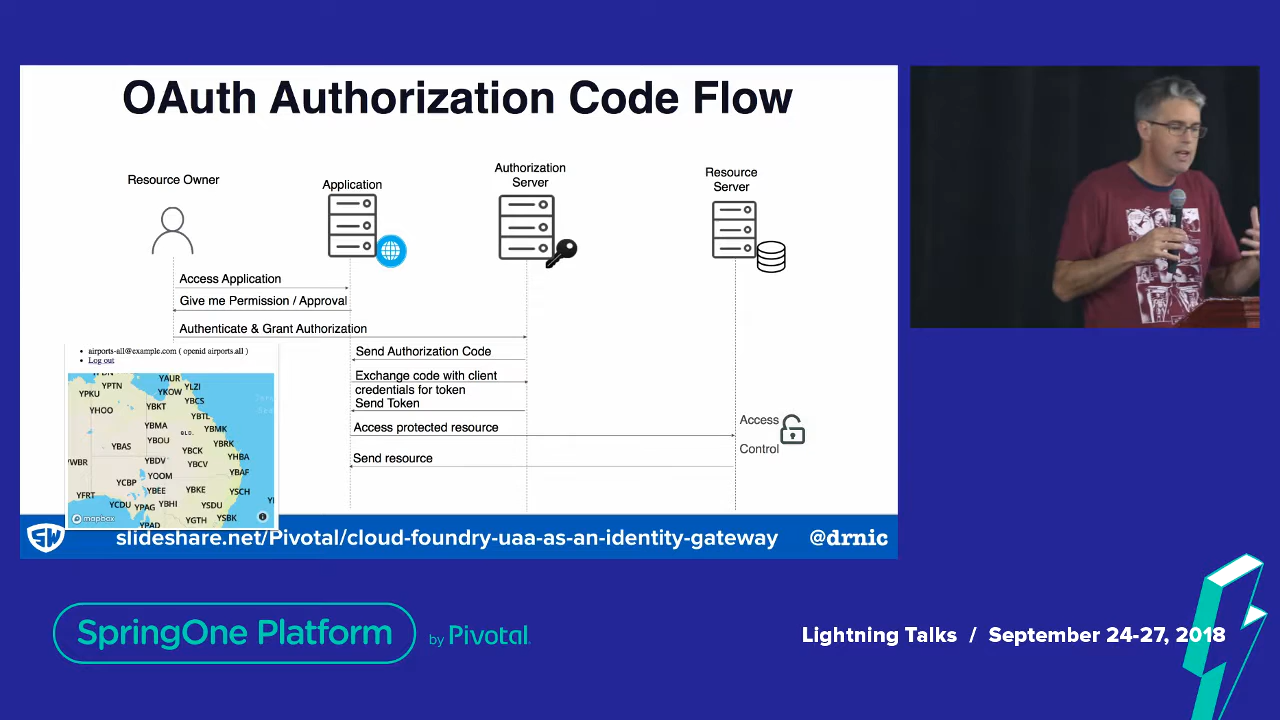 OAuth Authorization Code Flow
Resource Owner
Application
Authorization
Server
Resource
Server
Access Application
Give me Permission / Approval
Authenticate & Grant Authorization
Send Authorization Code
Exchange code with client
credentials for token
Send Token
Access protected resource
Access
Control
Send resource
airports-all@example.com ( openid airports.all )
Log out
YAUR
YPTN
YKOW
YLZI
YPKU
YBCS
YHOO
YBKT
YBTL
YBMA
YBMK
QLD.
YBOU
YBRK
YBAS
YBCK
YHBA
YWBR
YBDV
YBCV
YBAF
YOOM
YCBP
YBEE
YBKE
YSCH
YFRT
YCDU
YPAG
YBHI
YSDU
YGTH
YSBK
YPAD
mapbox
SW
slideshare.net/Pivotal/cloud-foundry-uaa-as-an-identity-gateway
@drnic
SpringOne Platform
by Pivotal.
Lightning Talks / September 24-27, 2018